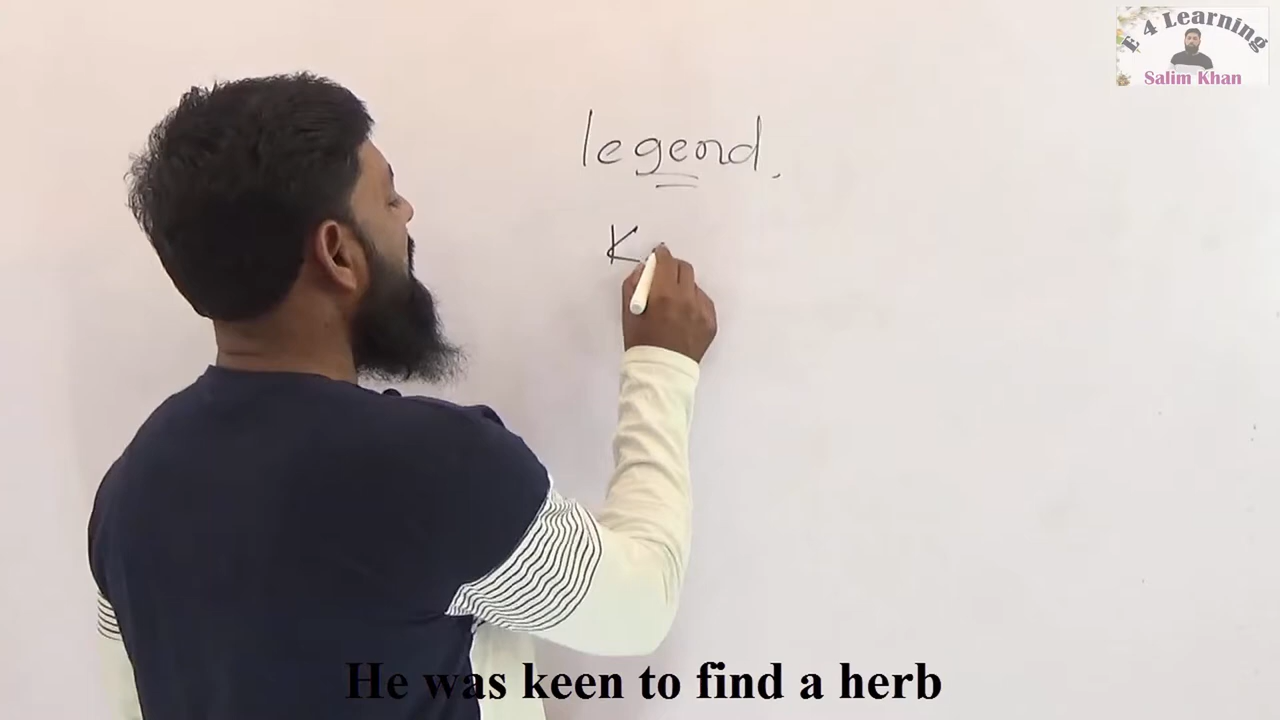 E 4 Learning
Salim Khan
legend,
K
He was keen to find a herb